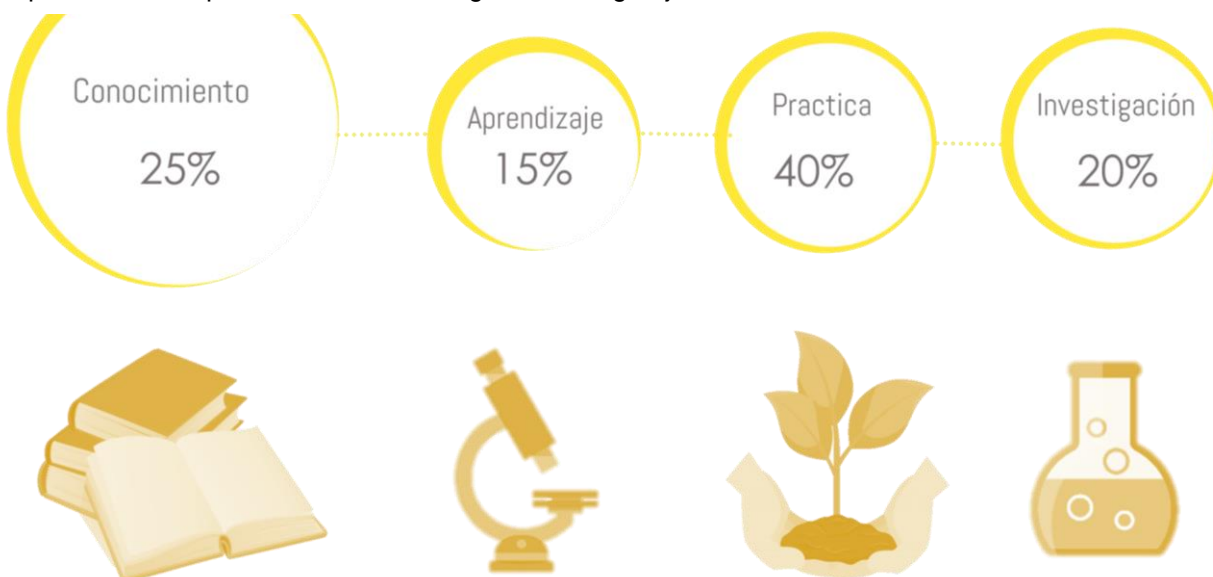 Conocimiento
25%
Aprendizaje
15%
Practica
40%
Investigación
20%